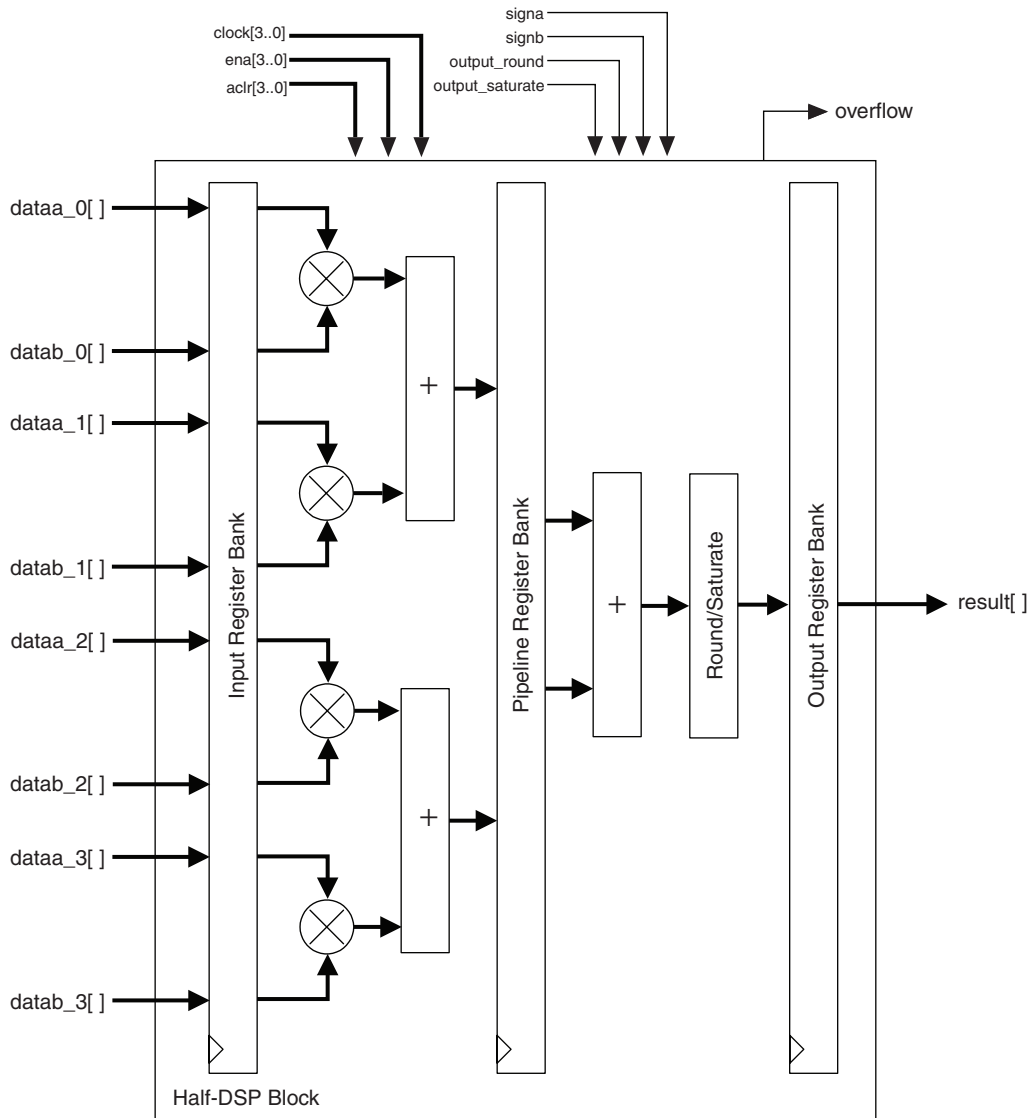 clock[3..0]
ena[3..0]
aclr[3..0]
signa
signb
output_round
output_saturate
overflow
dataa_0[ ]
datab_0[ ]
dataa_1[ ]
datab_1[ ]
dataa_2[ ]
datab_2[ ]
dataa_3[ ]
datab_3[ ]
Input Register Bank
+
+
Pipeline Register Bank
+
Round/Saturate
Output Register Bank
result[ ]
Half-DSP Block